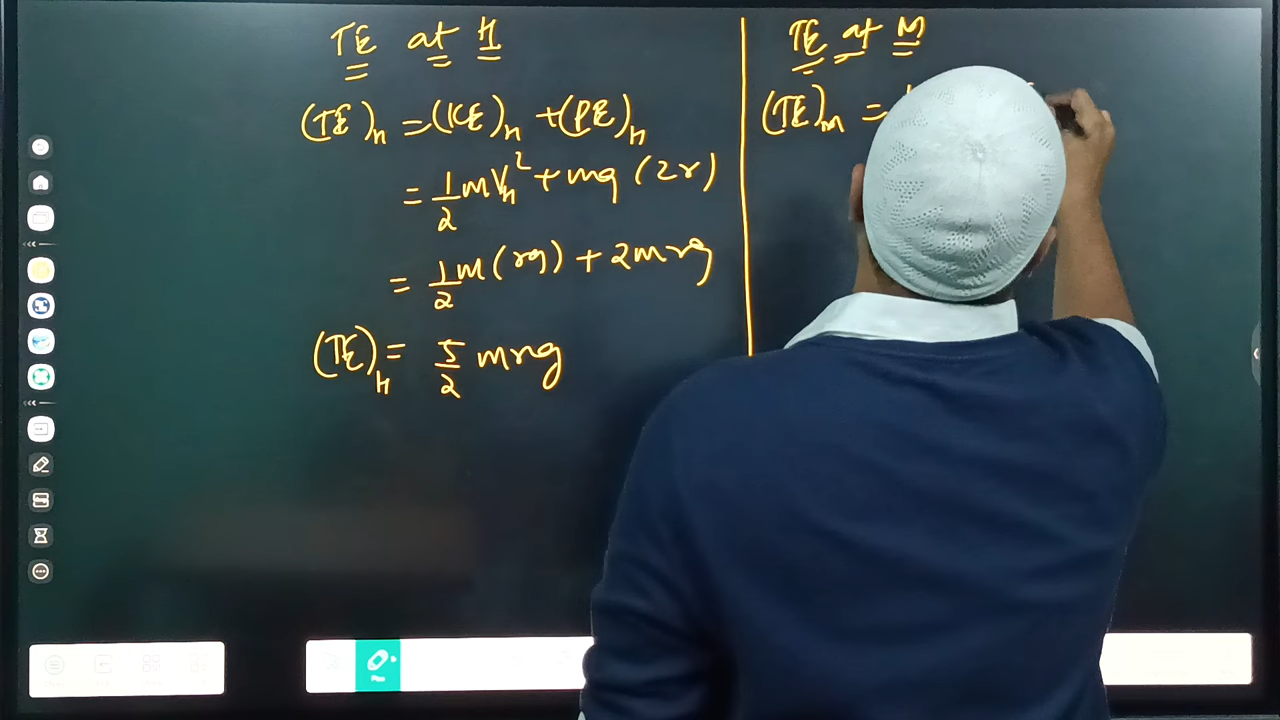 TE at H
(TE)H = (KE)H + (PE)H
= 1/2 mVH² + mg (2r)
= 1/2 m (rg) + 2mrg
(TE)H = 5/2 mrg
TE at M
(TE)M =